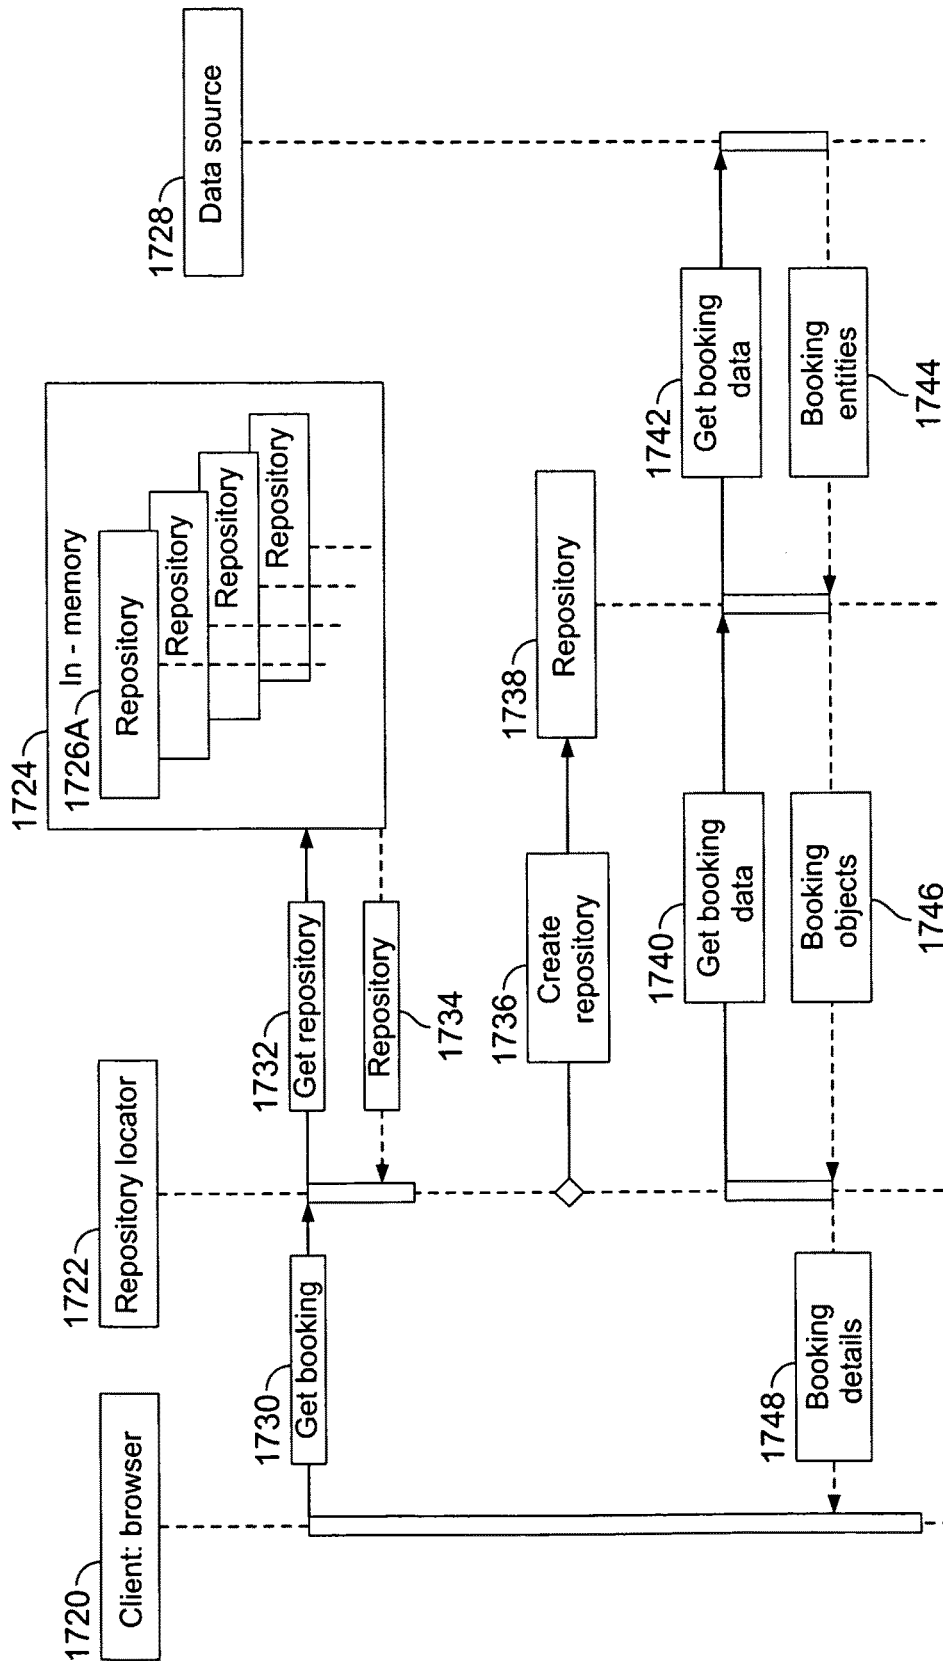 1720
Client: browser
1722
Repository locator
1724
In - memory
1726A
Repository
Repository
Repository
Repository
1728
Data source
1730
Get booking
1732
Get repository
Repository
1734
1736
Create
repository
1738
Repository
1740
Get booking
data
1742
Get booking
data
Booking
entities
1744
Booking
objects
1746
1748
Booking
details